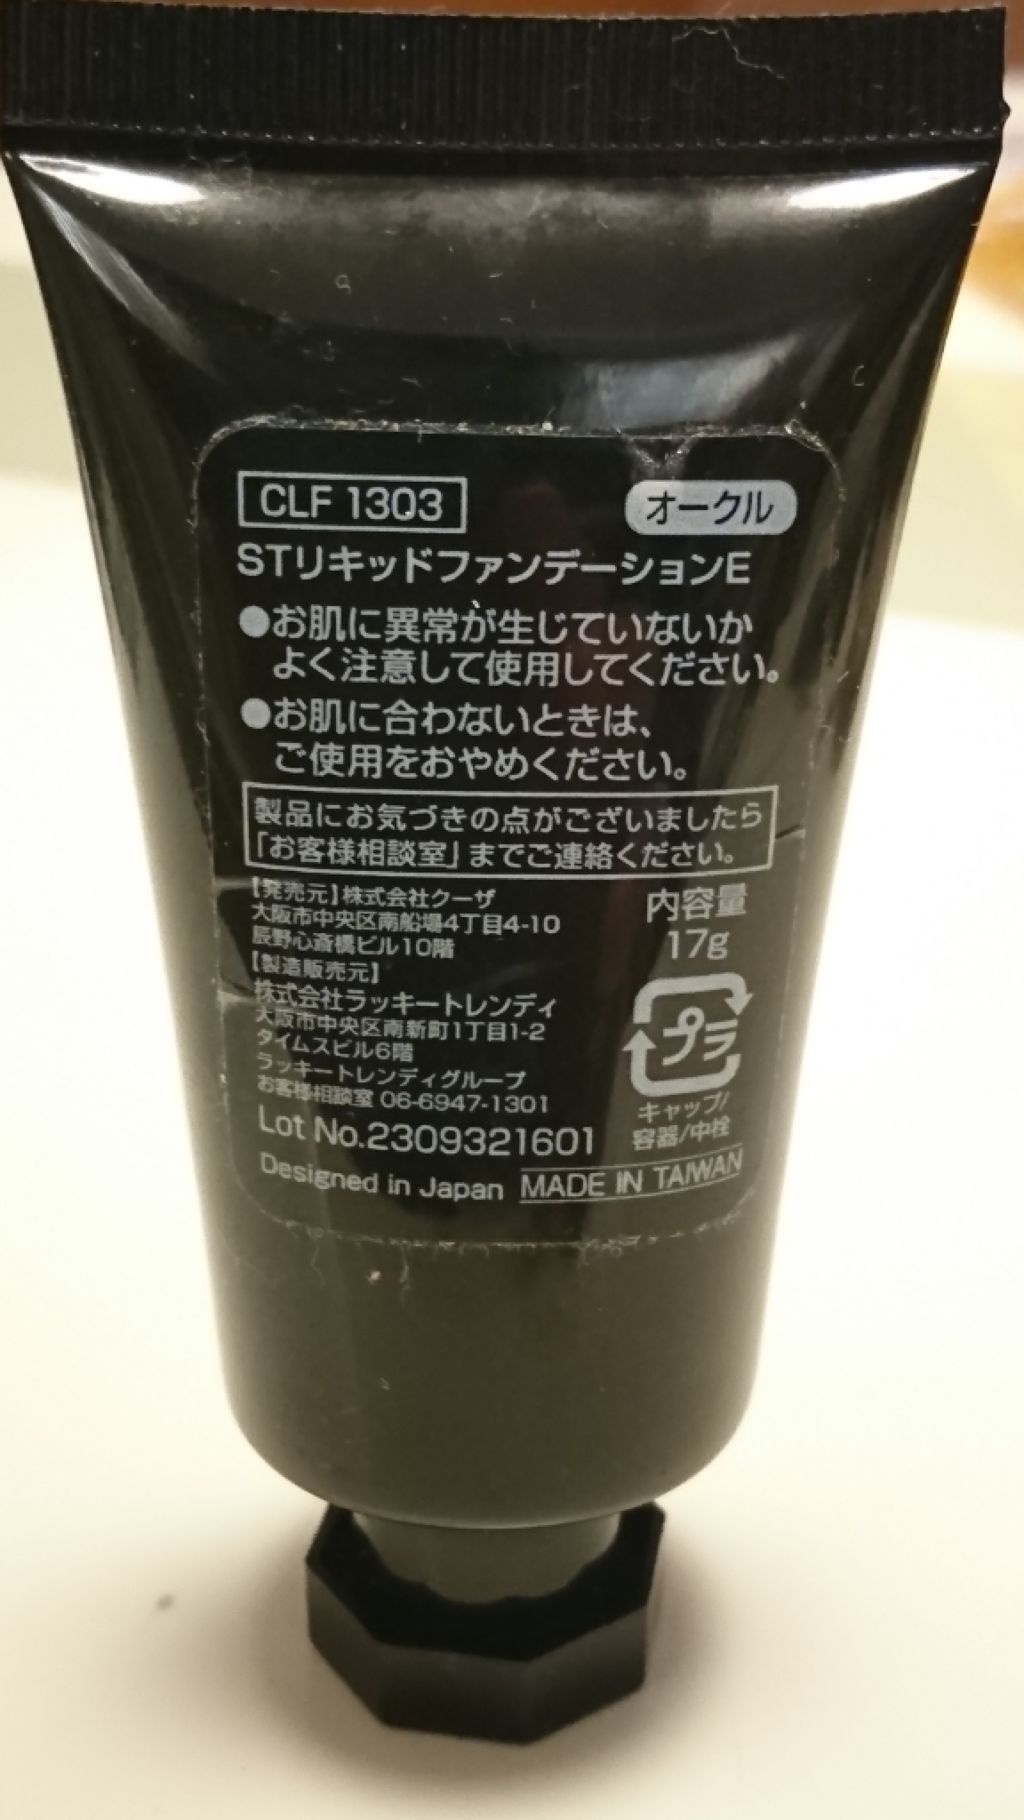 CLF 1303
オークル
STリキッドファンデーションE
●お肌に異常が生じていないか
よく注意して使用してください。
●お肌に合わないときは、
ご使用をおやめください。
製品にお気づきの点がございましたら
「お客様相談室」までご連絡ください。
【発売元】株式会社クーザ
大阪市中央区南船場4丁目4-10
辰野心斎橋ビル10階
【製造販売元】
株式会社ラッキートレンディ
大阪市中央区南新町1丁目1-2
タイムスビル6階
ラッキートレンディグループ
お客様相談室 06-6947-1301
Lot No.2309321601
Designed in Japan
内容量
17g
プラ
キャップ/
容器/中栓
MADE IN TAIWAN